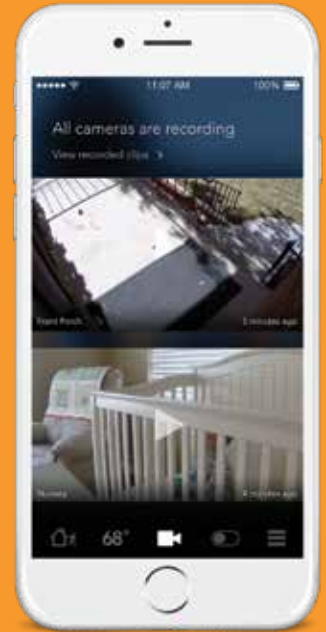 11:07 AM 100%
All cameras are recording
View recorded clips >
Front Porch 5 minutes ago
Nursery 4 minutes ago
68°